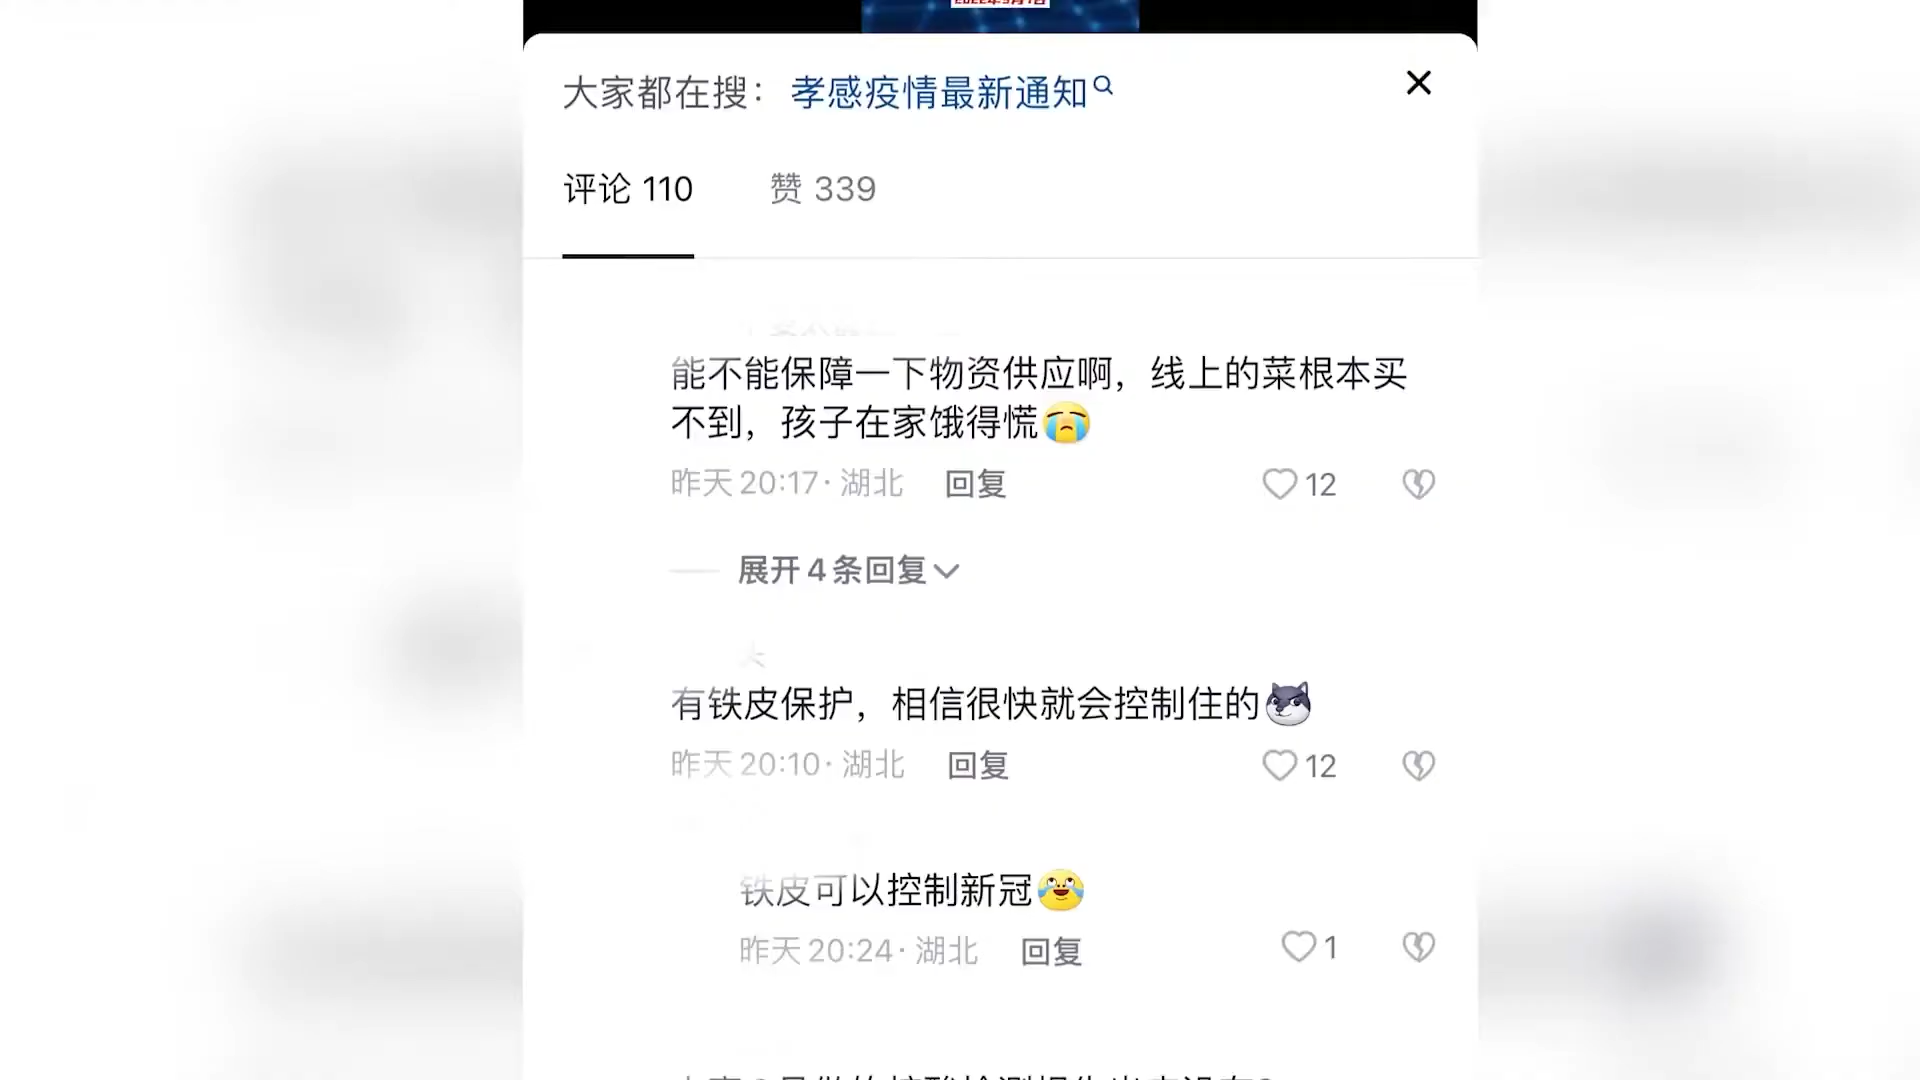 大家都在搜：孝感疫情最新通知
评论 110
赞 339
能不能保障一下物资供应啊，线上的菜根本买
不到，孩子在家饿得慌
昨天 20:17·湖北 回复 12
展开4条回复
有铁皮保护，相信很快就会控制住的
昨天 20:10·湖北 回复 12
铁皮可以控制新冠
昨天 20:24·湖北 回复 1